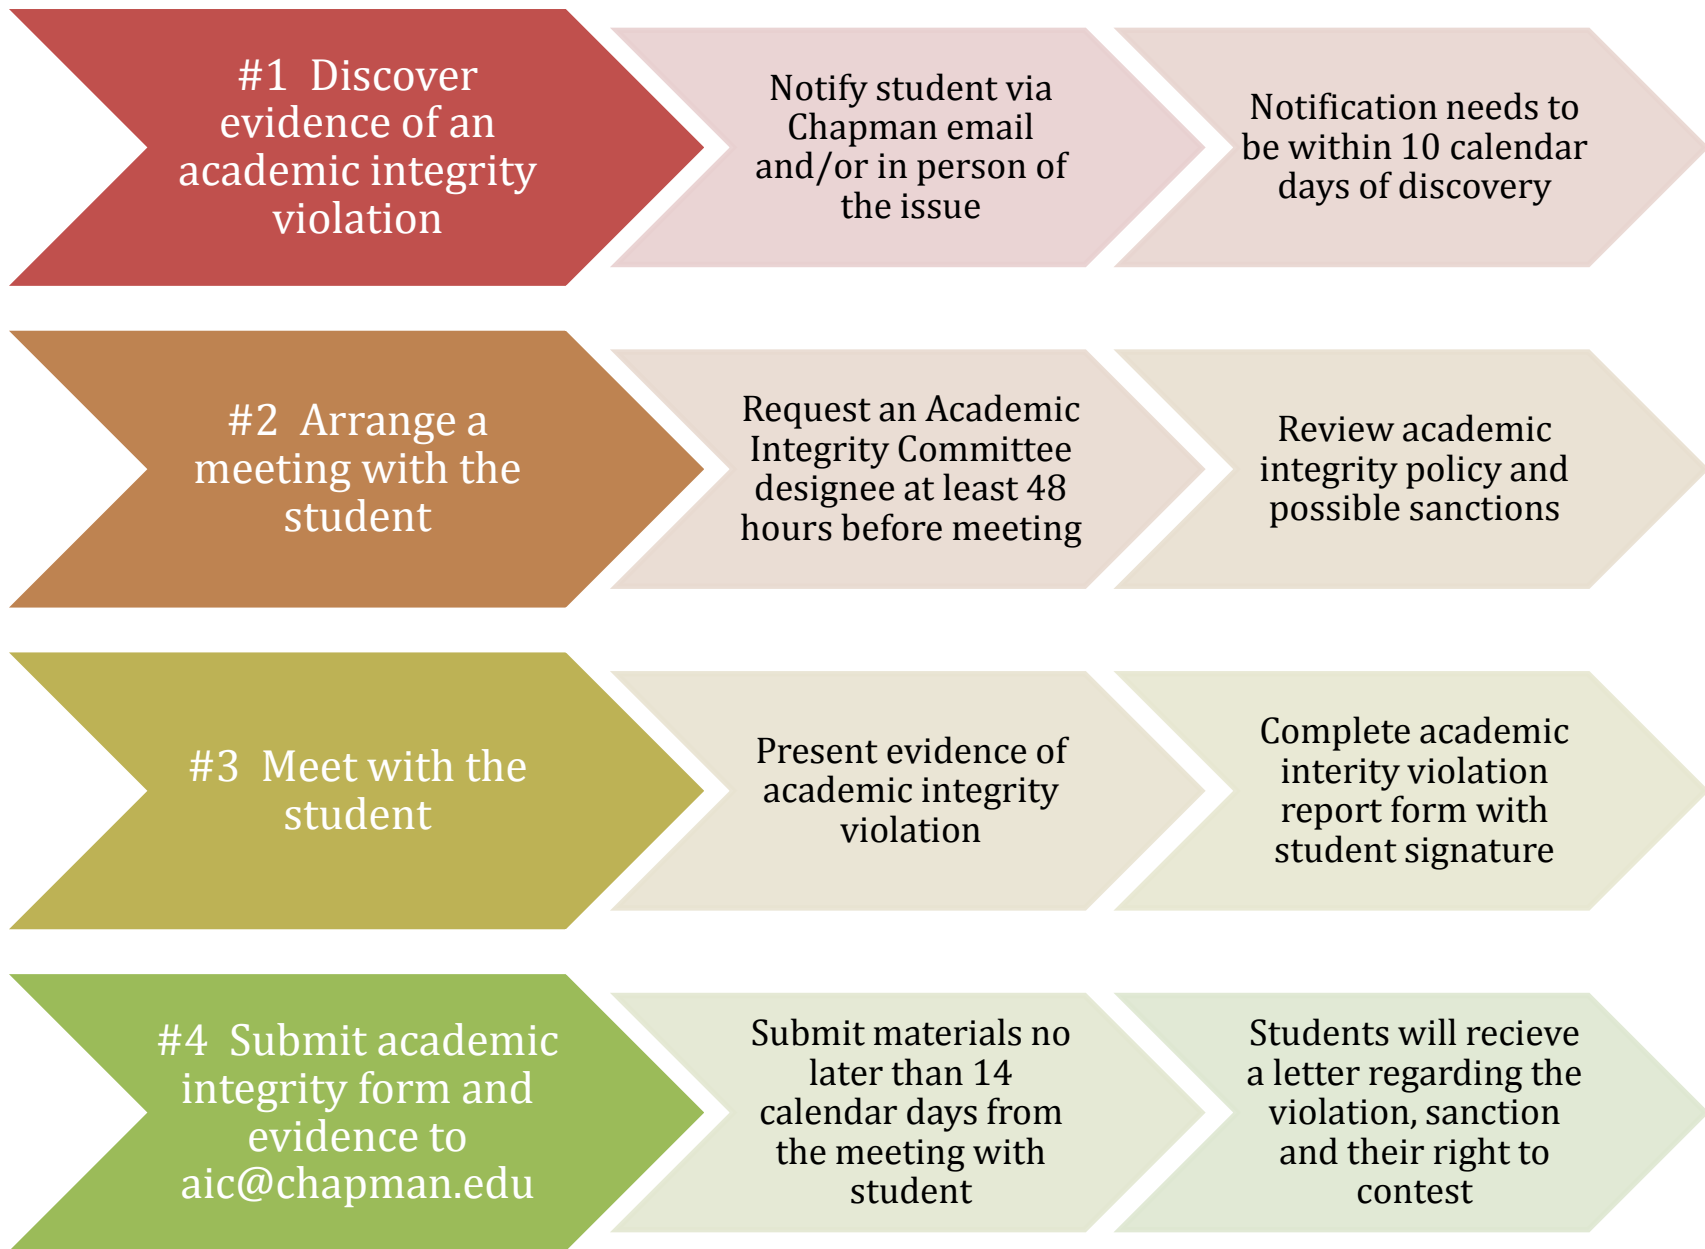 #1 Discover
evidence of an
academic integrity
violation
Notify student via
Chapman email
and/or in person of
the issue
Notification needs to
be within 10 calendar
days of discovery
#2 Arrange a
meeting with the
student
Request an Academic
Integrity Committee
designee at least 48
hours before meeting
Review academic
integrity policy and
possible sanctions
#3 Meet with the
student
Present evidence of
academic integrity
violation
Complete academic
interity violation
report form with
student signature
#4 Submit academic
integrity form and
evidence to
aic@chapman.edu
Submit materials no
later than 14
calendar days from
the meeting with
student
Students will recieve
a letter regarding the
violation, sanction
and their right to
contest